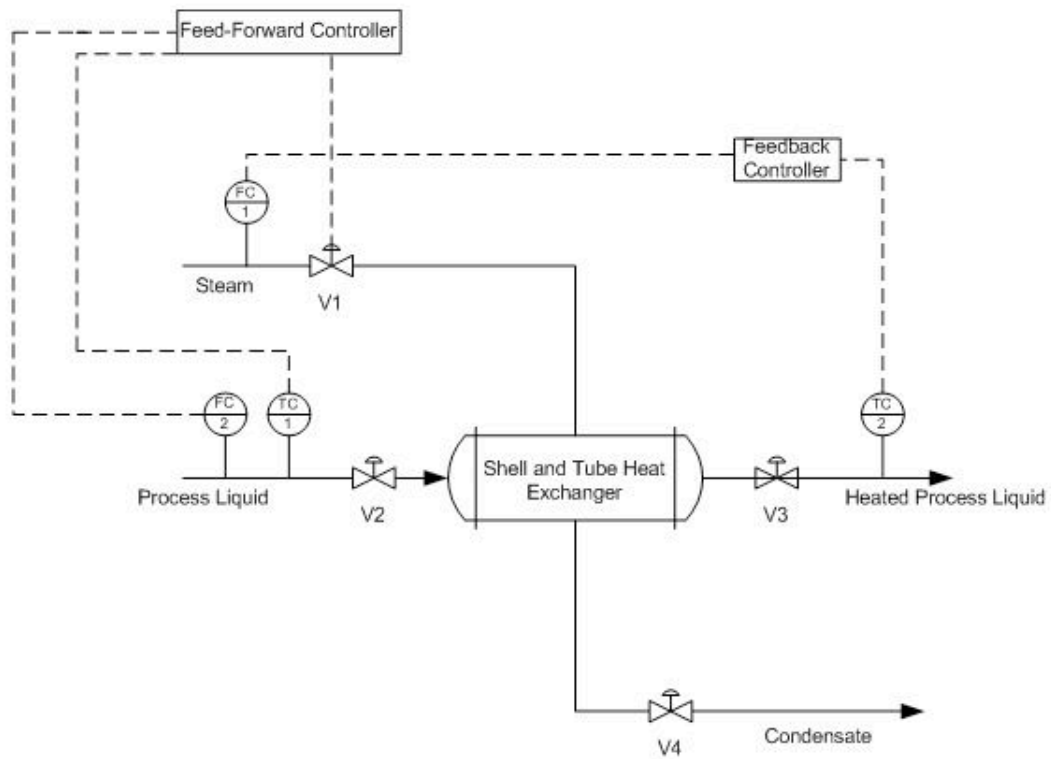 Feed-Forward Controller
Feedback
Controller
FC
1
Steam
V1
FC
2
TC
1
TC
2
Shell and Tube Heat
Exchanger
Process Liquid
V2
V3
Heated Process Liquid
V4
Condensate